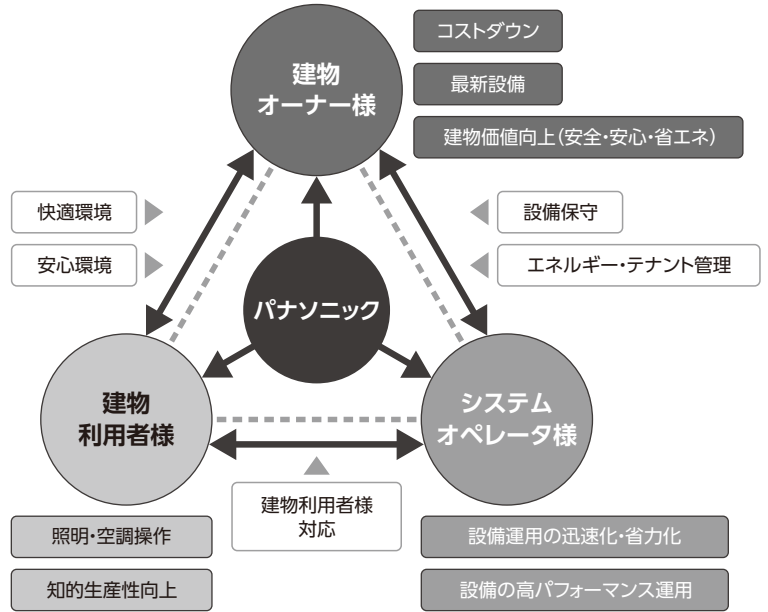 建物
オーナー様
コストダウン
最新設備
建物価値向上(安全・安心・省エネ)
快適環境
安心環境
設備保守
エネルギー・テナント管理
パナソニック
建物
利用者様
システム
オペレータ様
建物利用者様
対応
照明・空調操作
知的生産性向上
設備運用の迅速化・省力化
設備の高パフォーマンス運用